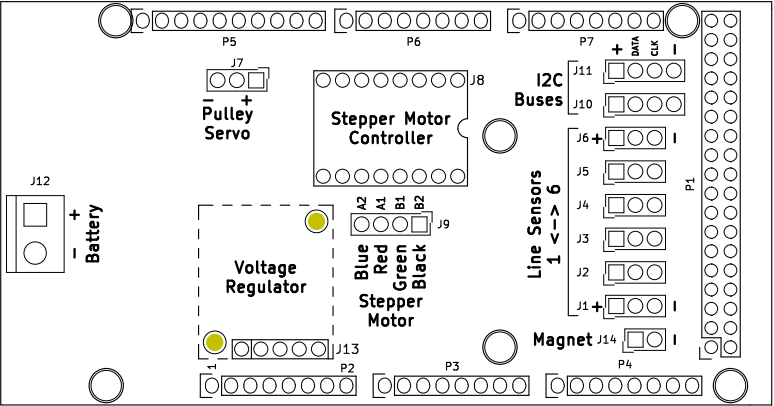 P5
P6
P7
J7
- +
Pulley
Servo
J8
Stepper Motor
Controller
+ DATA CLK -
J11
I2C
Buses
J10
J6 + -
J5
J4
J3
J2
J1 + -
Line Sensors
1 <--> 6
P1
J12
+
-
Battery
A2 A1 B1 B2
J9
Blue
Red
Green
Black
Stepper
Motor
Voltage
Regulator
Magnet J14 -
J13
1
P2
P3
P4